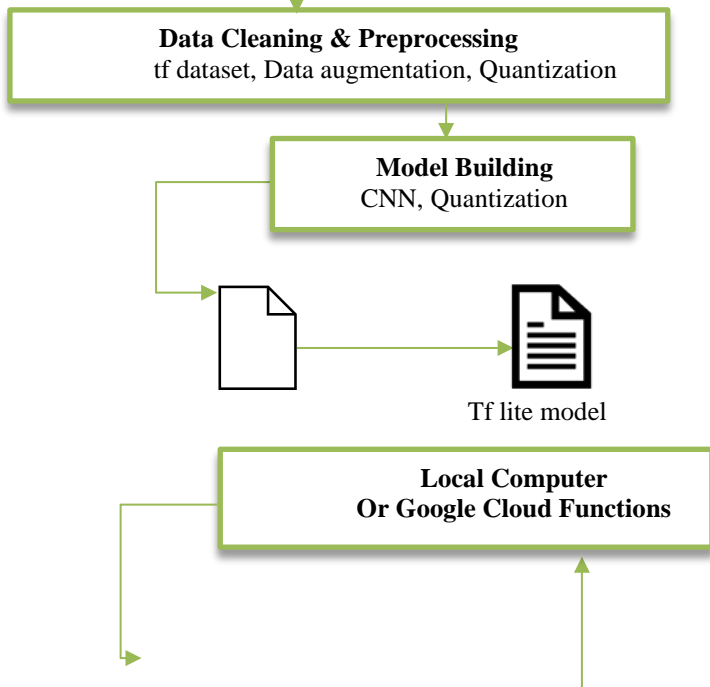 Data Cleaning & Preprocessing
tf dataset, Data augmentation, Quantization
Model Building
CNN, Quantization
Tf lite model
Local Computer
Or Google Cloud Functions